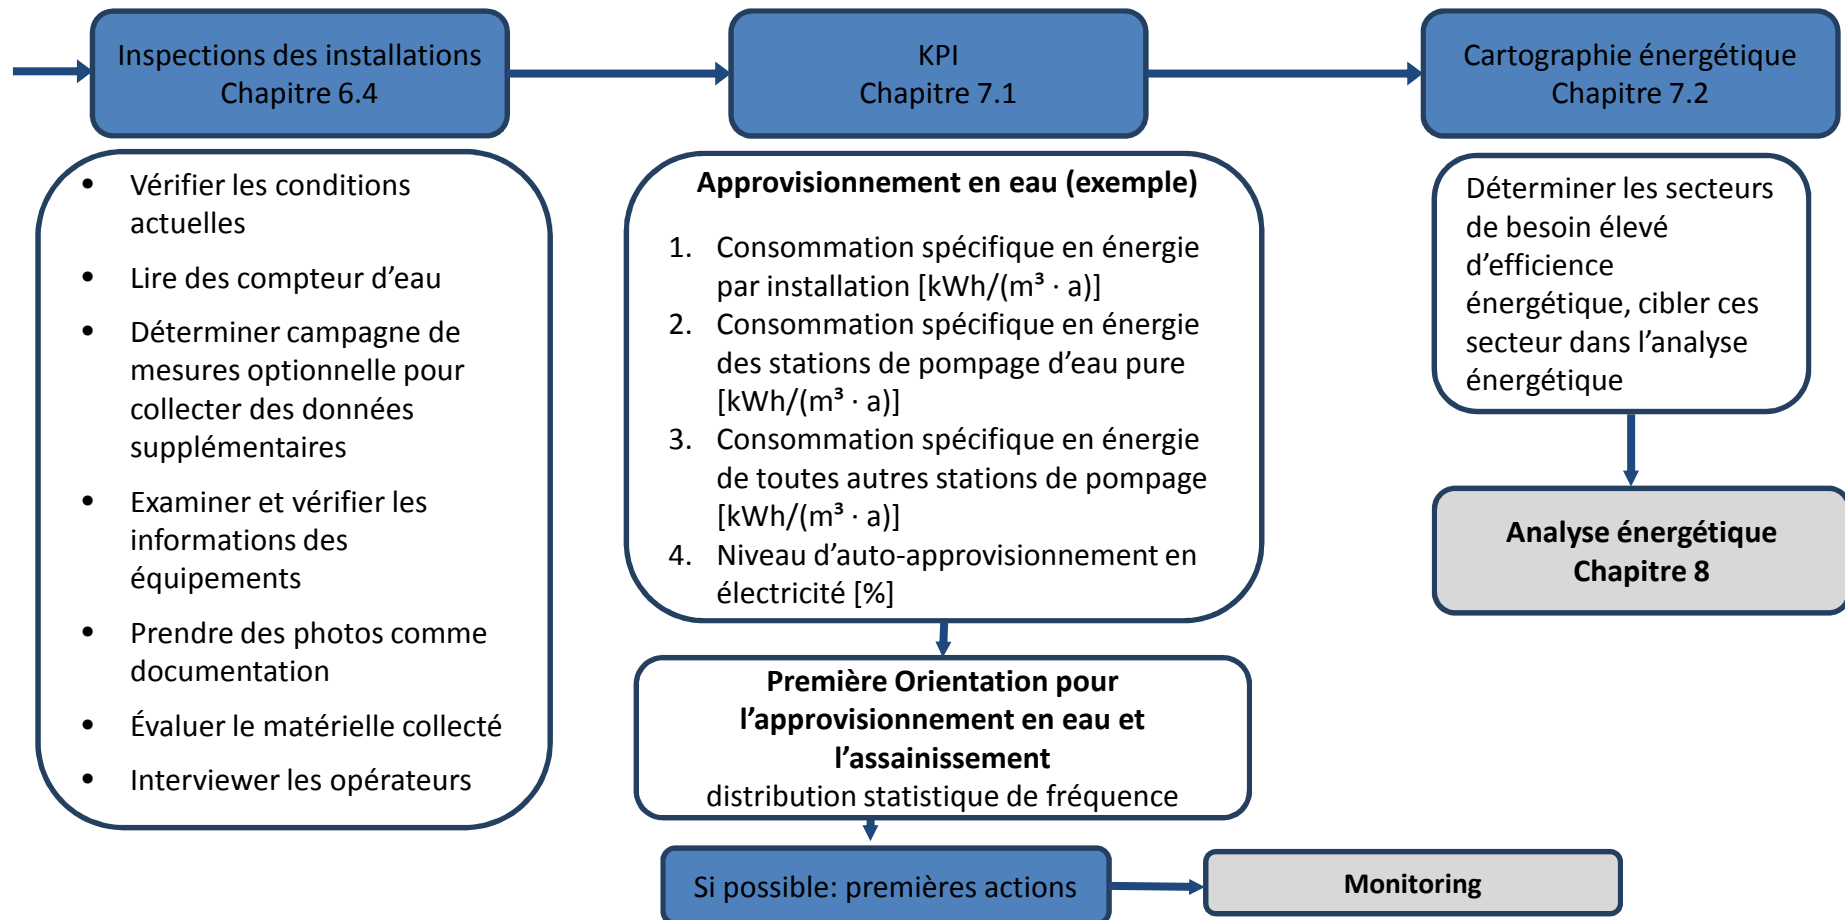 Inspections des installations
Chapitre 6.4
KPI
Chapitre 7.1
Cartographie énergétique
Chapitre 7.2
• Vérifier les conditions
actuelles
• Lire des compteur d’eau
• Déterminer campagne de
mesures optionnelle pour
collecter des données
supplémentaires
• Examiner et vérifier les
informations des
équipements
• Prendre des photos comme
documentation
• Évaluer le matérielle collecté
• Interviewer les opérateurs
Approvisionnement en eau (exemple)
1. Consommation spécifique en énergie
par installation [kWh/(m³ · a)]
2. Consommation spécifique en énergie
des stations de pompage d’eau pure
[kWh/(m³ · a)]
3. Consommation spécifique en énergie
de toutes autres stations de pompage
[kWh/(m³ · a)]
4. Niveau d’auto-approvisionnement en
électricité [%]
Première Orientation pour
l’approvisionnement en eau et
l’assainissement
distribution statistique de fréquence
Si possible: premières actions
Monitoring
Déterminer les secteurs
de besoin élevé
d’efficience
énergétique, cibler ces
secteur dans l’analyse
énergétique
Analyse énergétique
Chapitre 8